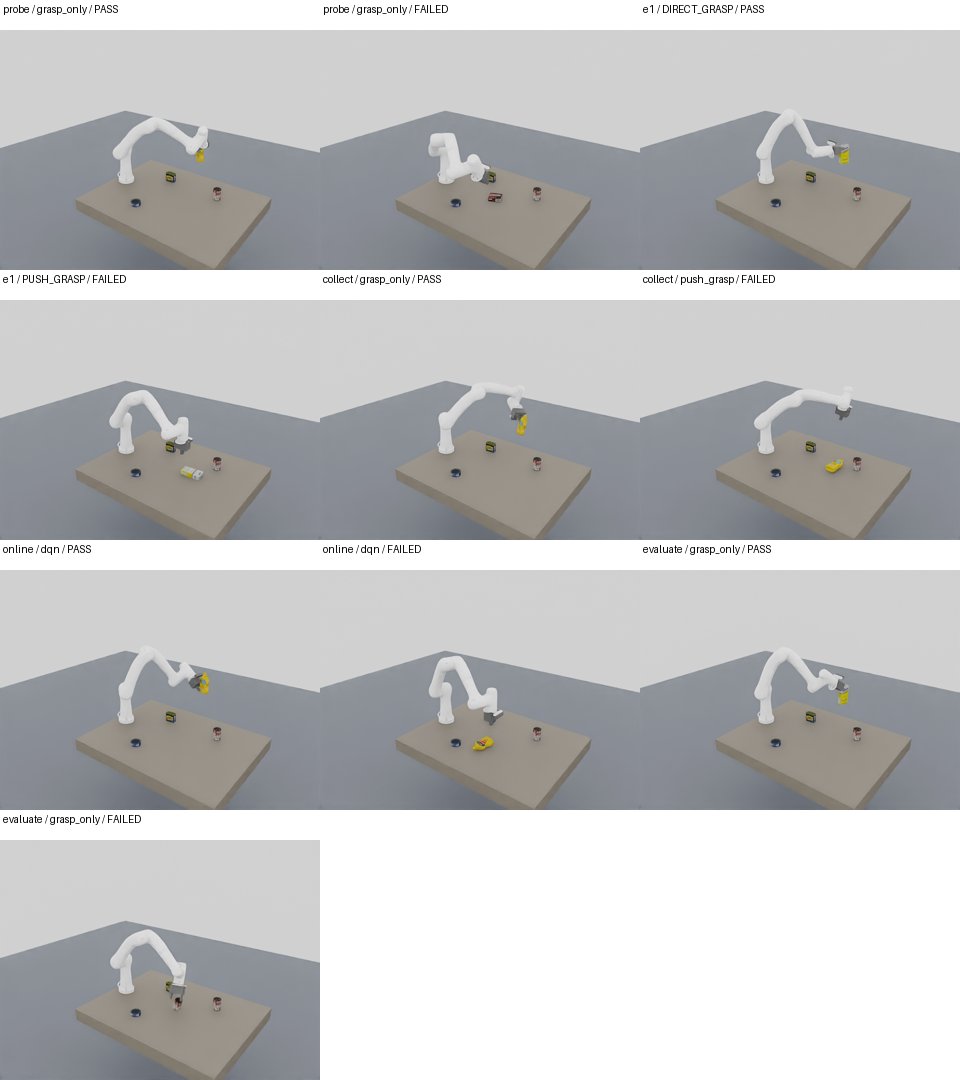 probe / grasp_only / PASS
probe / grasp_only / FAILED
e1 / DIRECT_GRASP / PASS
e1 / PUSH_GRASP / FAILED
collect / grasp_only / PASS
collect / push_grasp / FAILED
online / dqn / PASS
online / dqn / FAILED
evaluate / grasp_only / PASS
evaluate / grasp_only / FAILED